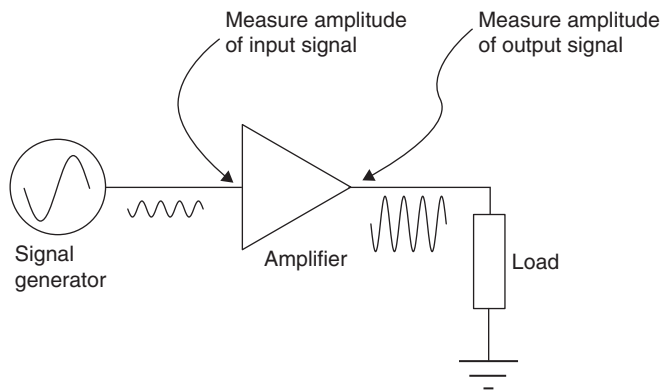 Measure amplitude
of input signal
Measure amplitude
of output signal
Signal
generator
Amplifier
Load